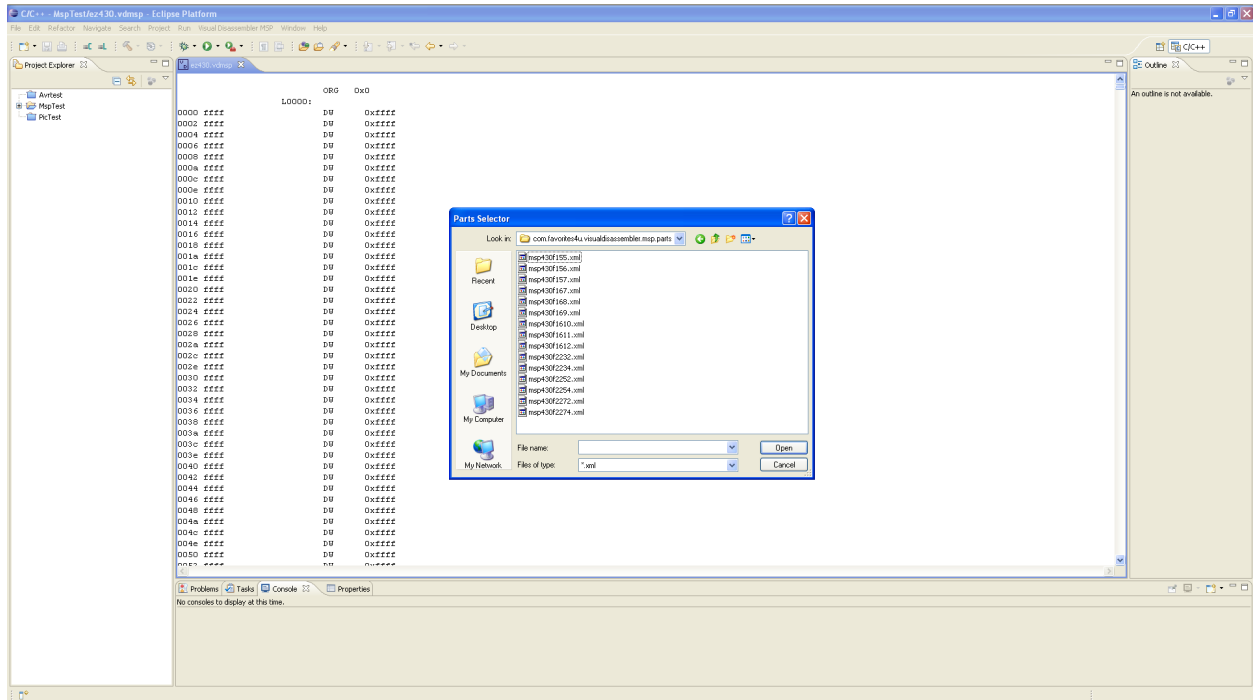 C/C++ - MspTest/ez430.vdmsp - Eclipse Platform
File Edit Refactor Navigate Search Project Run Visual Disassembler MSP Window Help
C/C++
Project Explorer
Avrtest
MspTest
PicTest
ez430.vdmsp
ORG 0x0
L0000:
0000 ffff DW 0xffff
0002 ffff DW 0xffff
0004 ffff DW 0xffff
0006 ffff DW 0xffff
0008 ffff DW 0xffff
000a ffff DW 0xffff
000c ffff DW 0xffff
000e ffff DW 0xffff
0010 ffff DW 0xffff
0012 ffff DW 0xffff
0014 ffff DW 0xffff
0016 ffff DW 0xffff
0018 ffff DW 0xffff
001a ffff DW 0xffff
001c ffff DW 0xffff
001e ffff DW 0xffff
0020 ffff DW 0xffff
0022 ffff DW 0xffff
0024 ffff DW 0xffff
0026 ffff DW 0xffff
0028 ffff DW 0xffff
002a ffff DW 0xffff
002c ffff DW 0xffff
002e ffff DW 0xffff
0030 ffff DW 0xffff
0032 ffff DW 0xffff
0034 ffff DW 0xffff
0036 ffff DW 0xffff
0038 ffff DW 0xffff
003a ffff DW 0xffff
003c ffff DW 0xffff
003e ffff DW 0xffff
0040 ffff DW 0xffff
0042 ffff DW 0xffff
0044 ffff DW 0xffff
0046 ffff DW 0xffff
0048 ffff DW 0xffff
004a ffff DW 0xffff
004c ffff DW 0xffff
004e ffff DW 0xffff
0050 ffff DW 0xffff
0052 ffff DW 0xffff
Parts Selector
Look in: com.favorites4u.visualdisassembler.msp.parts
Recent
Desktop
My Documents
My Computer
My Network
msp430f155.xml
msp430f156.xml
msp430f157.xml
msp430f167.xml
msp430f168.xml
msp430f169.xml
msp430f1610.xml
msp430f1611.xml
msp430f1612.xml
msp430f2232.xml
msp430f2234.xml
msp430f2252.xml
msp430f2254.xml
msp430f2272.xml
msp430f2274.xml
File name: Open
Files of type: *.xml Cancel
Outline
An outline is not available.
Problems Tasks Console Properties
No consoles to display at this time.